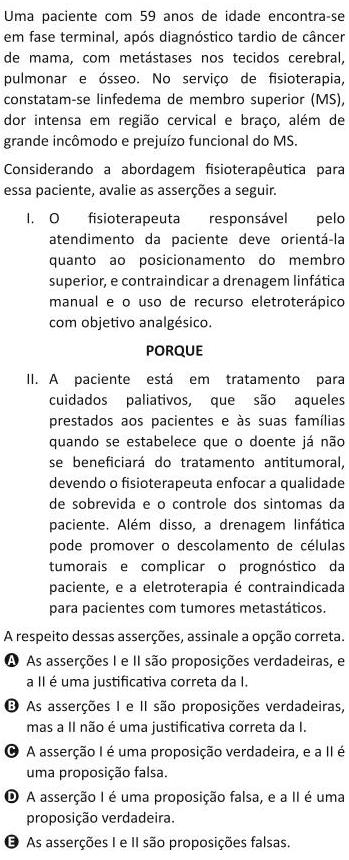 Uma paciente com 59 anos de idade encontra-se
em fase terminal, após diagnóstico tardio de câncer
de mama, com metástases nos tecidos cerebral,
pulmonar e ósseo. No serviço de fisioterapia,
constatam-se linfedema de membro superior (MS),
dor intensa em região cervical e braço, além de
grande incômodo e prejuízo funcional do MS.
Considerando a abordagem fisioterapêutica para
essa paciente, avalie as asserções a seguir.
I. O fisioterapeuta responsável pelo
atendimento da paciente deve orientá-la
quanto ao posicionamento do membro
superior, e contraindicar a drenagem linfática
manual e o uso de recurso eletroterápico
com objetivo analgésico.
PORQUE
II. A paciente está em tratamento para
cuidados paliativos, que são aqueles
prestados aos pacientes e às suas famílias
quando se estabelece que o doente já não
se beneficiará do tratamento antitumoral,
devendo o fisioterapeuta enfocar a qualidade
de sobrevida e o controle dos sintomas da
paciente. Além disso, a drenagem linfática
pode promover o descolamento de células
tumorais e complicar o prognóstico da
paciente, e a eletroterapia é contraindicada
para pacientes com tumores metastáticos.
A respeito dessas asserções, assinale a opção correta.
A As asserções I e II são proposições verdadeiras, e
a II é uma justificativa correta da I.
B As asserções I e II são proposições verdadeiras,
mas a II não é uma justificativa correta da I.
C A asserção I é uma proposição verdadeira, e a II é
uma proposição falsa.
D A asserção I é uma proposição falsa, e a II é uma
proposição verdadeira.
E As asserções I e II são proposições falsas.